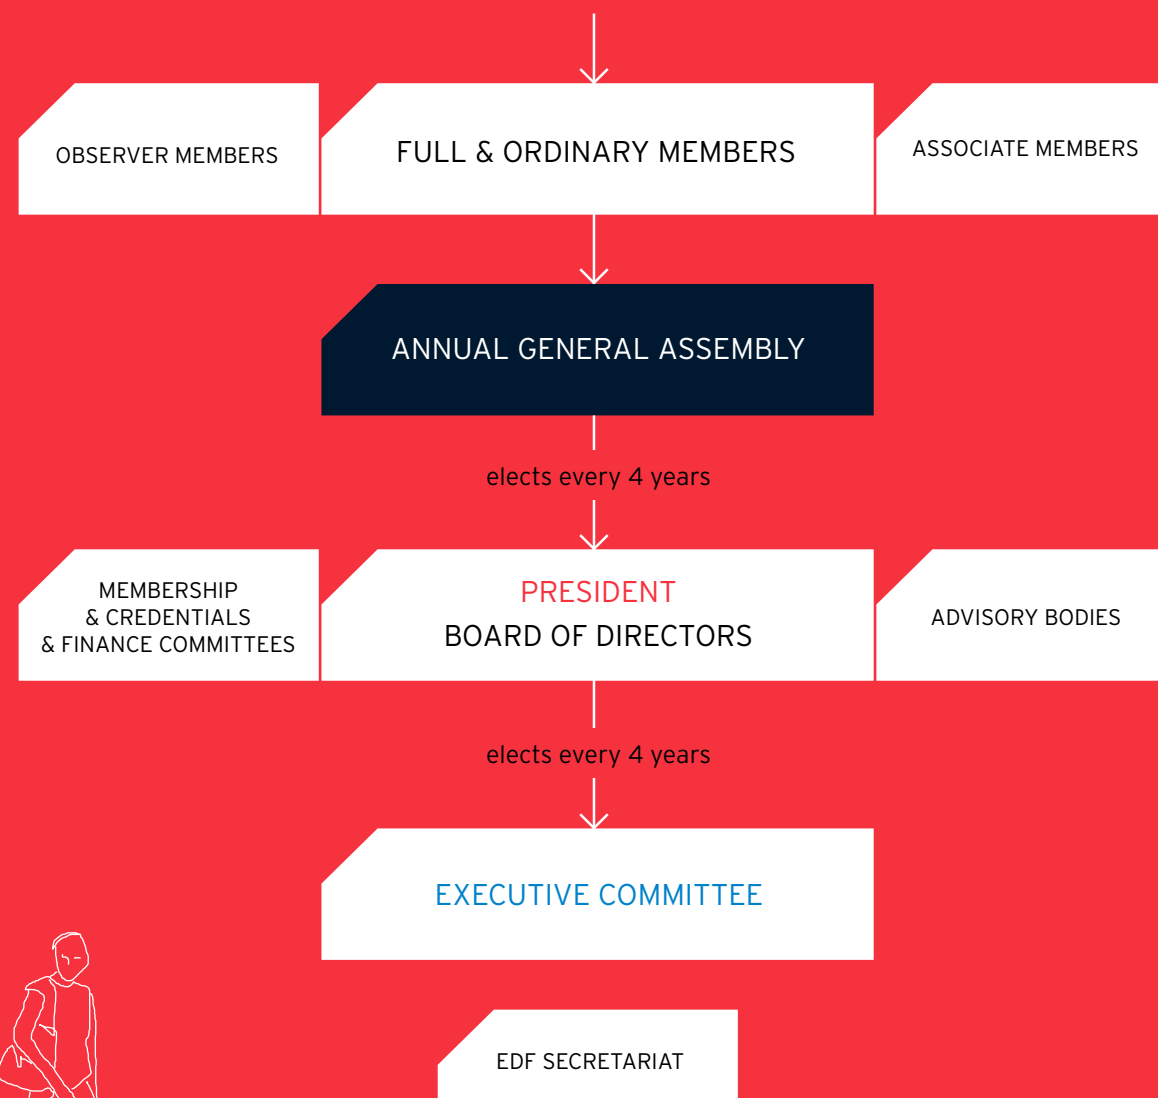 OBSERVER MEMBERS
FULL & ORDINARY MEMBERS
ASSOCIATE MEMBERS
ANNUAL GENERAL ASSEMBLY
elects every 4 years
MEMBERSHIP
& CREDENTIALS
& FINANCE COMMITTEES
PRESIDENT
BOARD OF DIRECTORS
ADVISORY BODIES
elects every 4 years
EXECUTIVE COMMITTEE
EDF SECRETARIAT